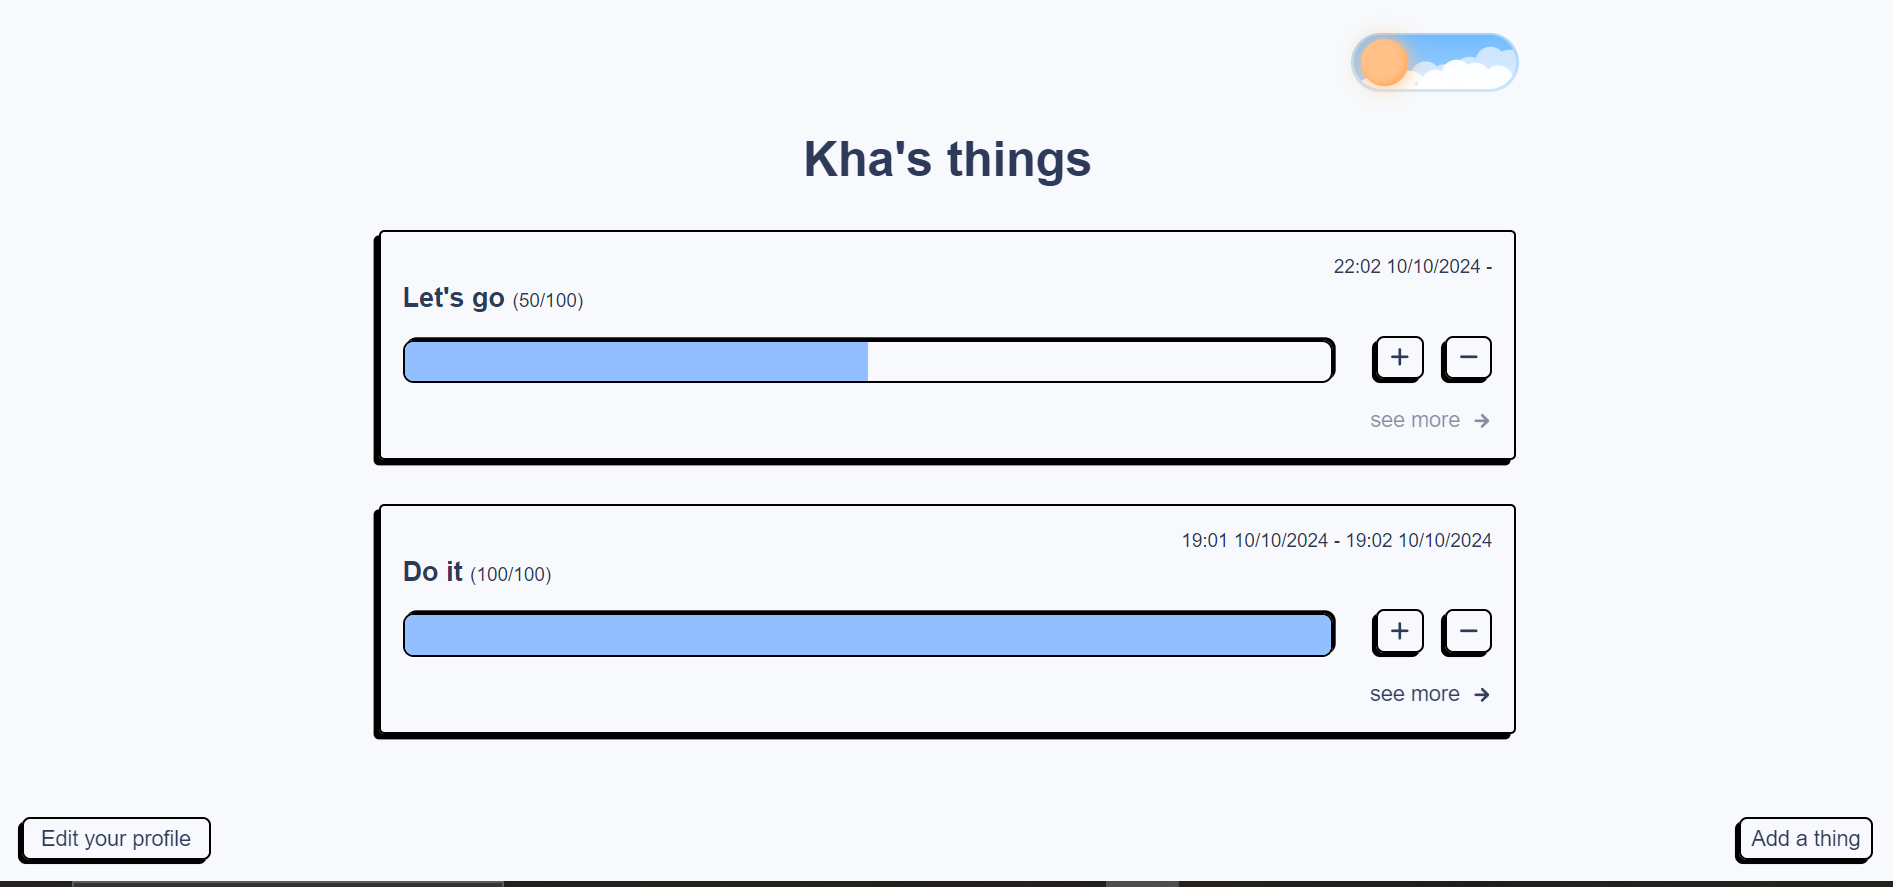 Kha's things
22:02 10/10/2024 -
Let's go (50/100)
+ −
see more →
19:01 10/10/2024 - 19:02 10/10/2024
Do it (100/100)
+ −
see more →
Edit your profile
Add a thing